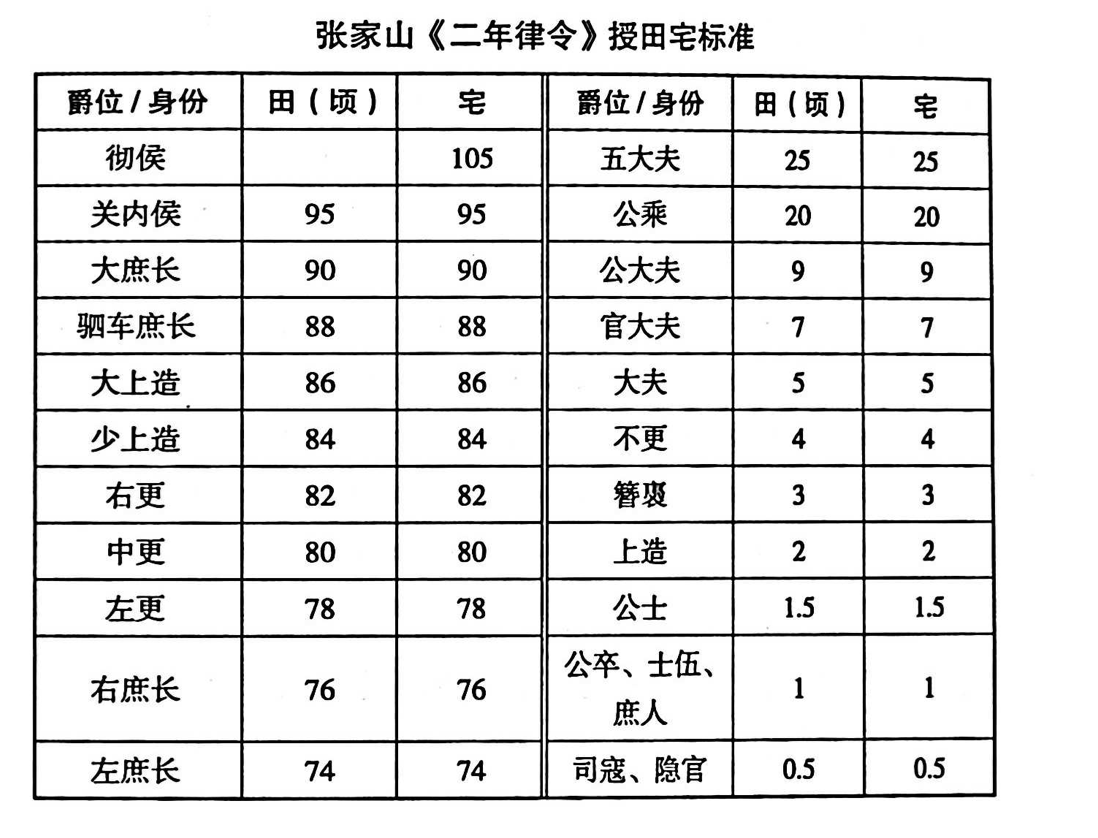 张家山《二年律令》授田宅标准
爵位/身份 田(顷) 宅 爵位/身份 田(顷) 宅
彻侯 105 五大夫 25 25
关内侯 95 95 公乘 20 20
大庶长 90 90 公大夫 9 9
驷车庶长 88 88 官大夫 7 7
大上造 86 86 大夫 5 5
少上造 84 84 不更 4 4
右更 82 82 簪袅 3 3
中更 80 80 上造 2 2
左更 78 78 公士 1.5 1.5
右庶长 76 76 公卒、士伍、
庶人 1 1
左庶长 74 74 司寇、隐官 0.5 0.5